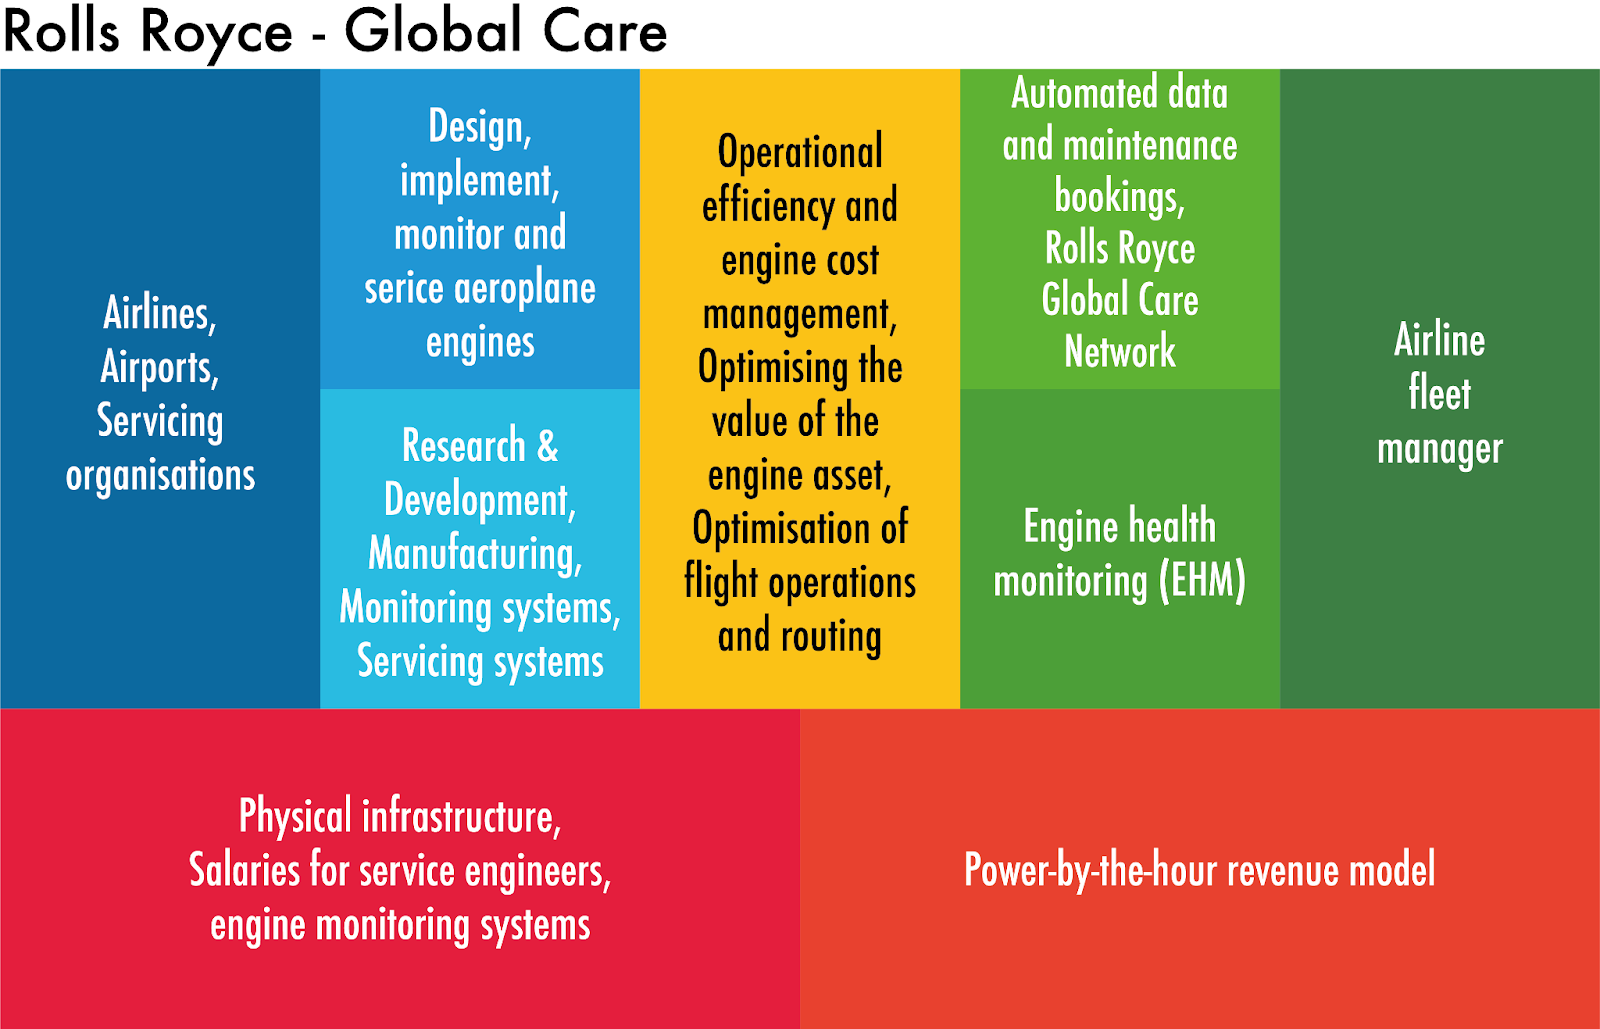 Rolls Royce - Global Care
Airlines,
Airports,
Servicing
organisations
Design,
implement,
monitor and
serice aeroplane
engines
Research &
Development,
Manufacturing,
Monitoring systems,
Servicing systems
Operational
efficiency and
engine cost
management,
Optimising the
value of the
engine asset,
Optimisation of
flight operations
and routing
Automated data
and maintenance
bookings,
Rolls Royce
Global Care
Network
Engine health
monitoring (EHM)
Airline
fleet
manager
Physical infrastructure,
Salaries for service engineers,
engine monitoring systems
Power-by-the-hour revenue model